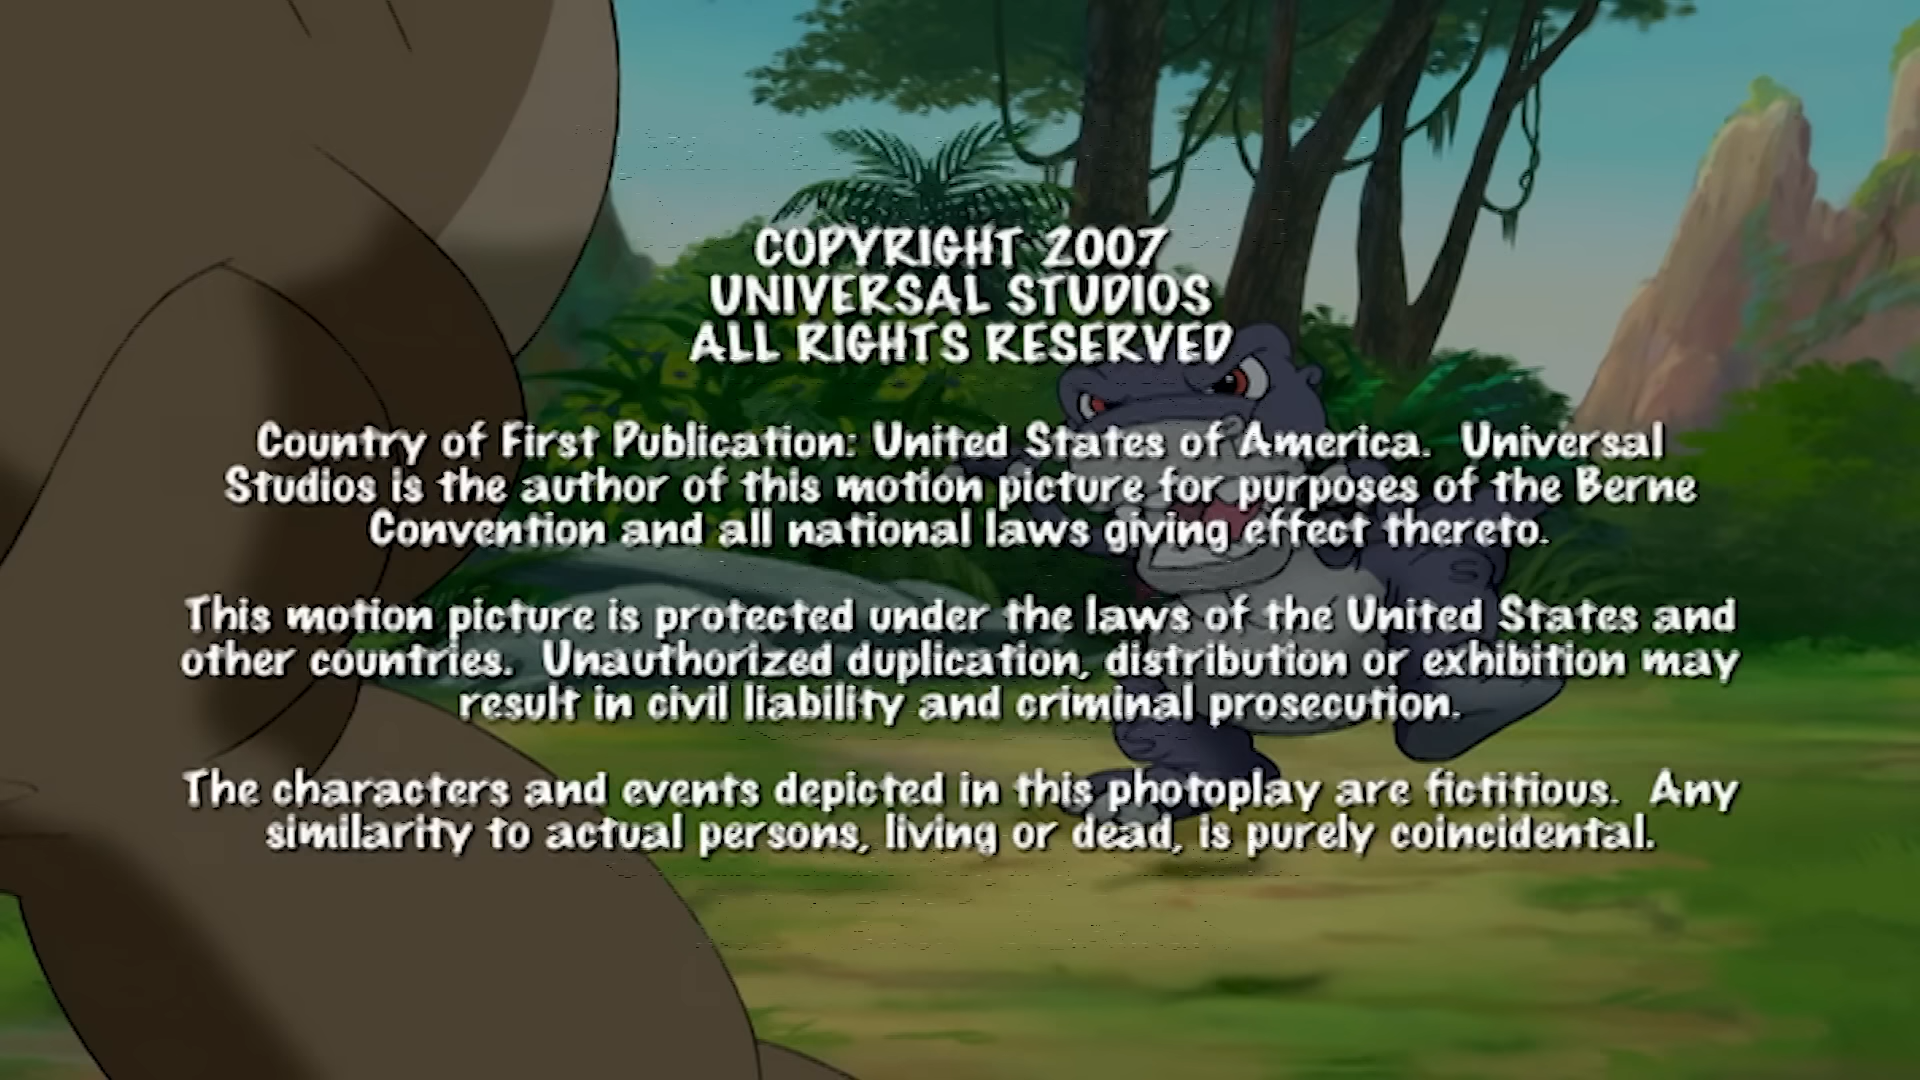 COPYRIGHT 2007
UNIVERSAL STUDIOS
ALL RIGHTS RESERVED
Country of First Publication: United States of America. Universal
Studios is the author of this motion picture for purposes of the Berne
Convention and all national laws giving effect thereto.
This motion picture is protected under the laws of the United States and
other countries. Unauthorized duplication, distribution or exhibition may
result in civil liability and criminal prosecution.
The characters and events depicted in this photoplay are fictitious. Any
similarity to actual persons, living or dead, is purely coincidental.